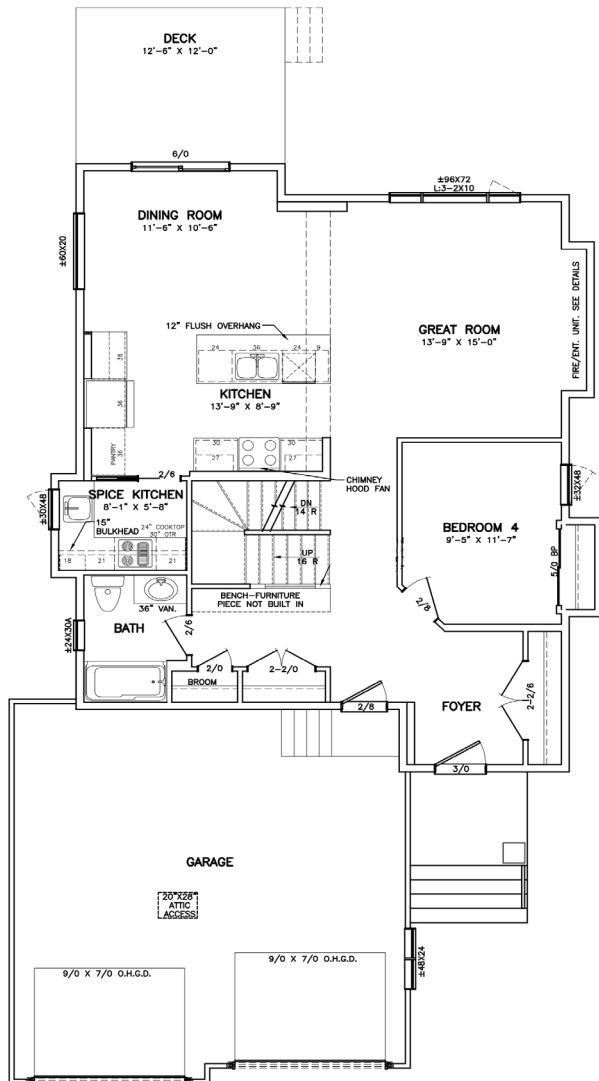 DECK
12'-6" X 12'-0"
6/0
±96X72
L:3-2X10
DINING ROOM
11'-6" X 10'-6"
±60X20
FIRE/ENT. UNIT. SEE DETAILS
12" FLUSH OVERHANG
GREAT ROOM
13'-9" X 15'-0"
24 36 24 9
36
36
KITCHEN
13'-9" X 8'-9"
PANTRY
36
30 30
27 27
2/6
CHIMNEY
HOOD FAN
±30X48
SPICE KITCHEN
8'-1" X 5'-8"
15"
BULKHEAD
24" COOKTOP
30" OTR
18 21 21
DN
14 R
UP
16 R
±32X48
BEDROOM 4
9'-5" X 11'-7"
5/0 BP
2/8
BENCH-FURNITURE
PIECE NOT BUILT IN
36" VAN.
BATH
±24X30A
2/6
2/0
BROOM
2-2/0
2/8
FOYER
2-2/6
3/0
GARAGE
20"X28"
ATTIC
ACCESS
±48X24
9/0 X 7/0 O.H.G.D.
9/0 X 7/0 O.H.G.D.